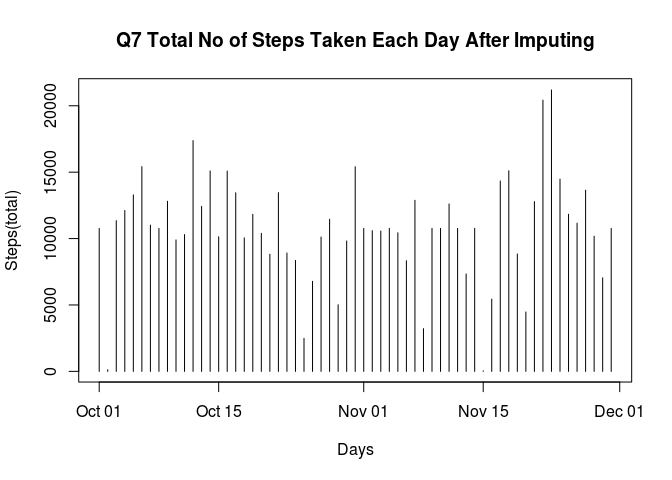 Q7 Total No of Steps Taken Each Day After Imputing
Steps(total)
20000
15000
10000
5000
0
Oct 01 Oct 15 Nov 01 Nov 15 Dec 01
Days